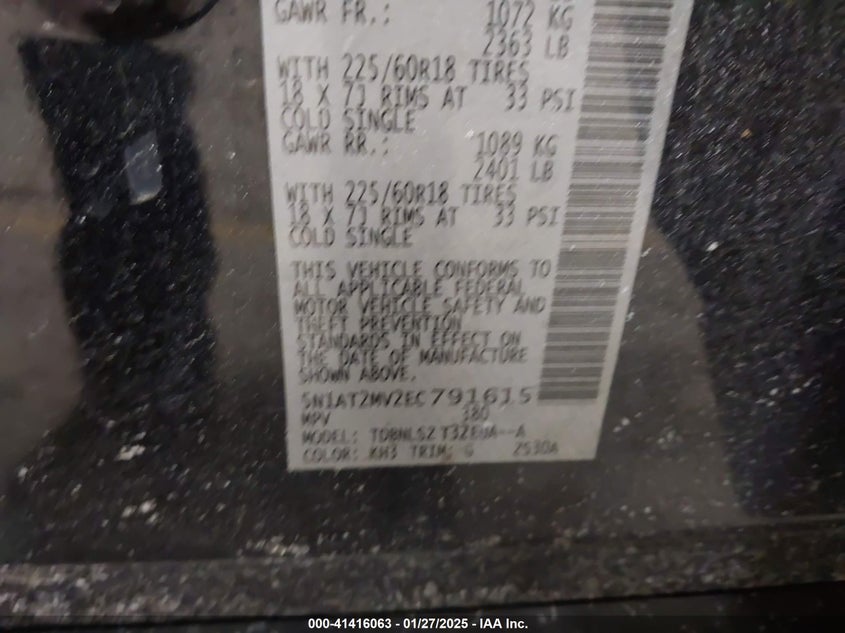 GAWR FR.: 1072 KG
2363 LB
WITH 225/60R18 TIRES
18 X 7J RIMS AT 33 PSI
COLD SINGLE
GAWR RR.: 1089 KG
2401 LB
WITH 225/60R18 TIRES
18 X 7J RIMS AT 33 PSI
COLD SINGLE
THIS VEHICLE CONFORMS TO
ALL APPLICABLE FEDERAL
MOTOR VEHICLE SAFETY AND
THEFT PREVENTION
STANDARDS IN EFFECT ON
THE DATE OF MANUFACTURE
SHOWN ABOVE.
5N1AT2MV2EC791615
MPV 180
MODEL:
COLOR: KH3 TRIM: G 2530A
000-41416063 - 01/27/2025 - IAA Inc.